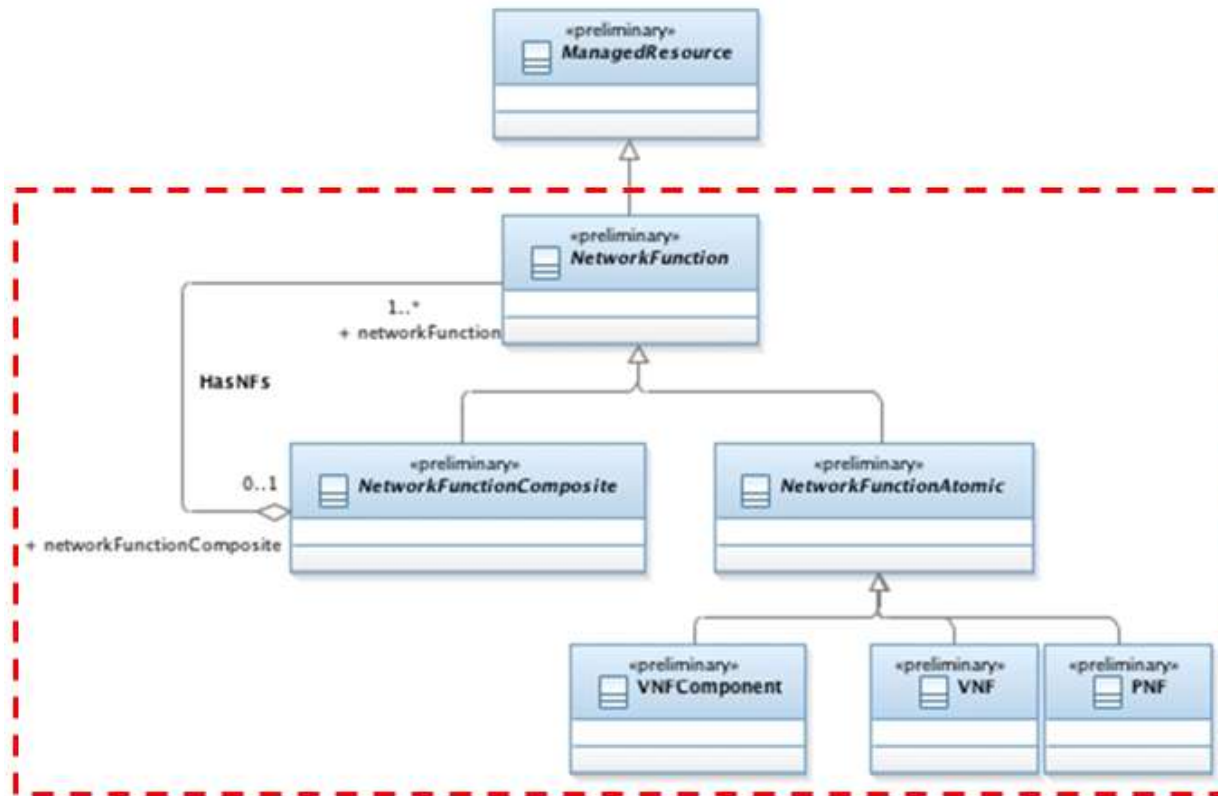 «preliminary»
ManagedResource
«preliminary»
NetworkFunction
1..*
+ networkFunction
HasNFs
«preliminary»
NetworkFunctionComposite
0..1
+ networkFunctionComposite
«preliminary»
NetworkFunctionAtomic
«preliminary»
VNFComponent
«preliminary»
VNF
«preliminary»
PNF